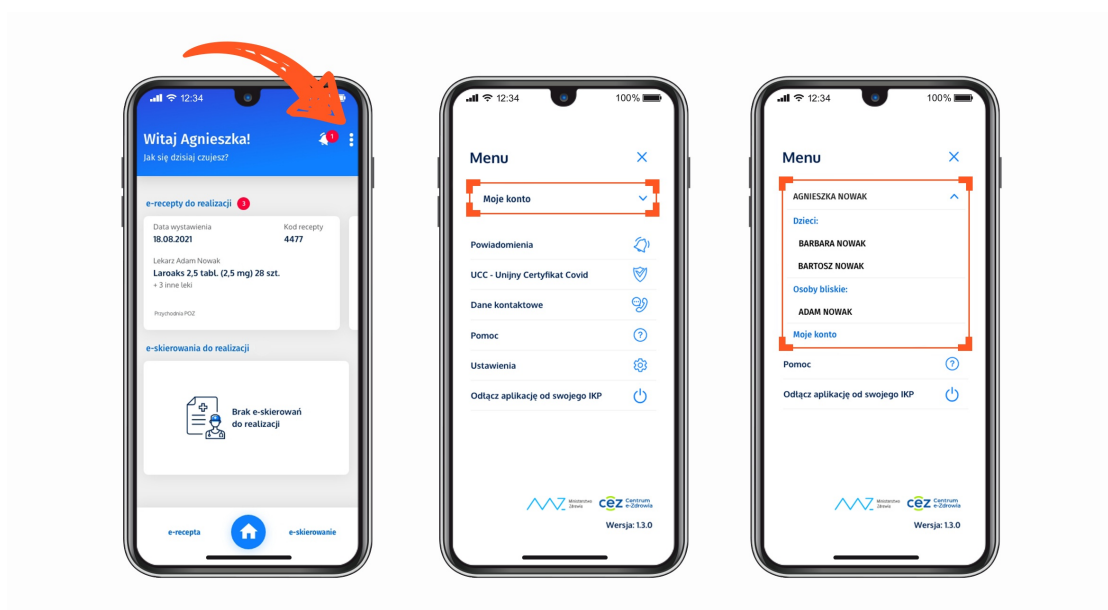 12:34
Witaj Agnieszka!
1
Jak się dzisiaj czujesz?
e-recepty do realizacji 3
Data wystawienia Kod recepty
18.08.2021 4477
Lekarz Adam Nowak
Laroaks 2,5 tabl. (2,5 mg) 28 szt.
+ 3 inne leki
Przychodnia POZ
e-skierowania do realizacji
Brak e-skierowań
do realizacji
e-recepta e-skierowanie
12:34 100%
Menu
Moje konto
Powiadomienia
UCC - Unijny Certyfikat Covid
Dane kontaktowe
Pomoc
Ustawienia
Odłącz aplikację od swojego IKP
Ministerstwo
Zdrowia
cez Centrum
e-Zdrowia
Wersja: 1.3.0
12:34 100%
Menu
AGNIESZKA NOWAK
Dzieci:
BARBARA NOWAK
BARTOSZ NOWAK
Osoby bliskie:
ADAM NOWAK
Moje konto
Pomoc
Odłącz aplikację od swojego IKP
Ministerstwo
Zdrowia
cez Centrum
e-Zdrowia
Wersja: 1.3.0